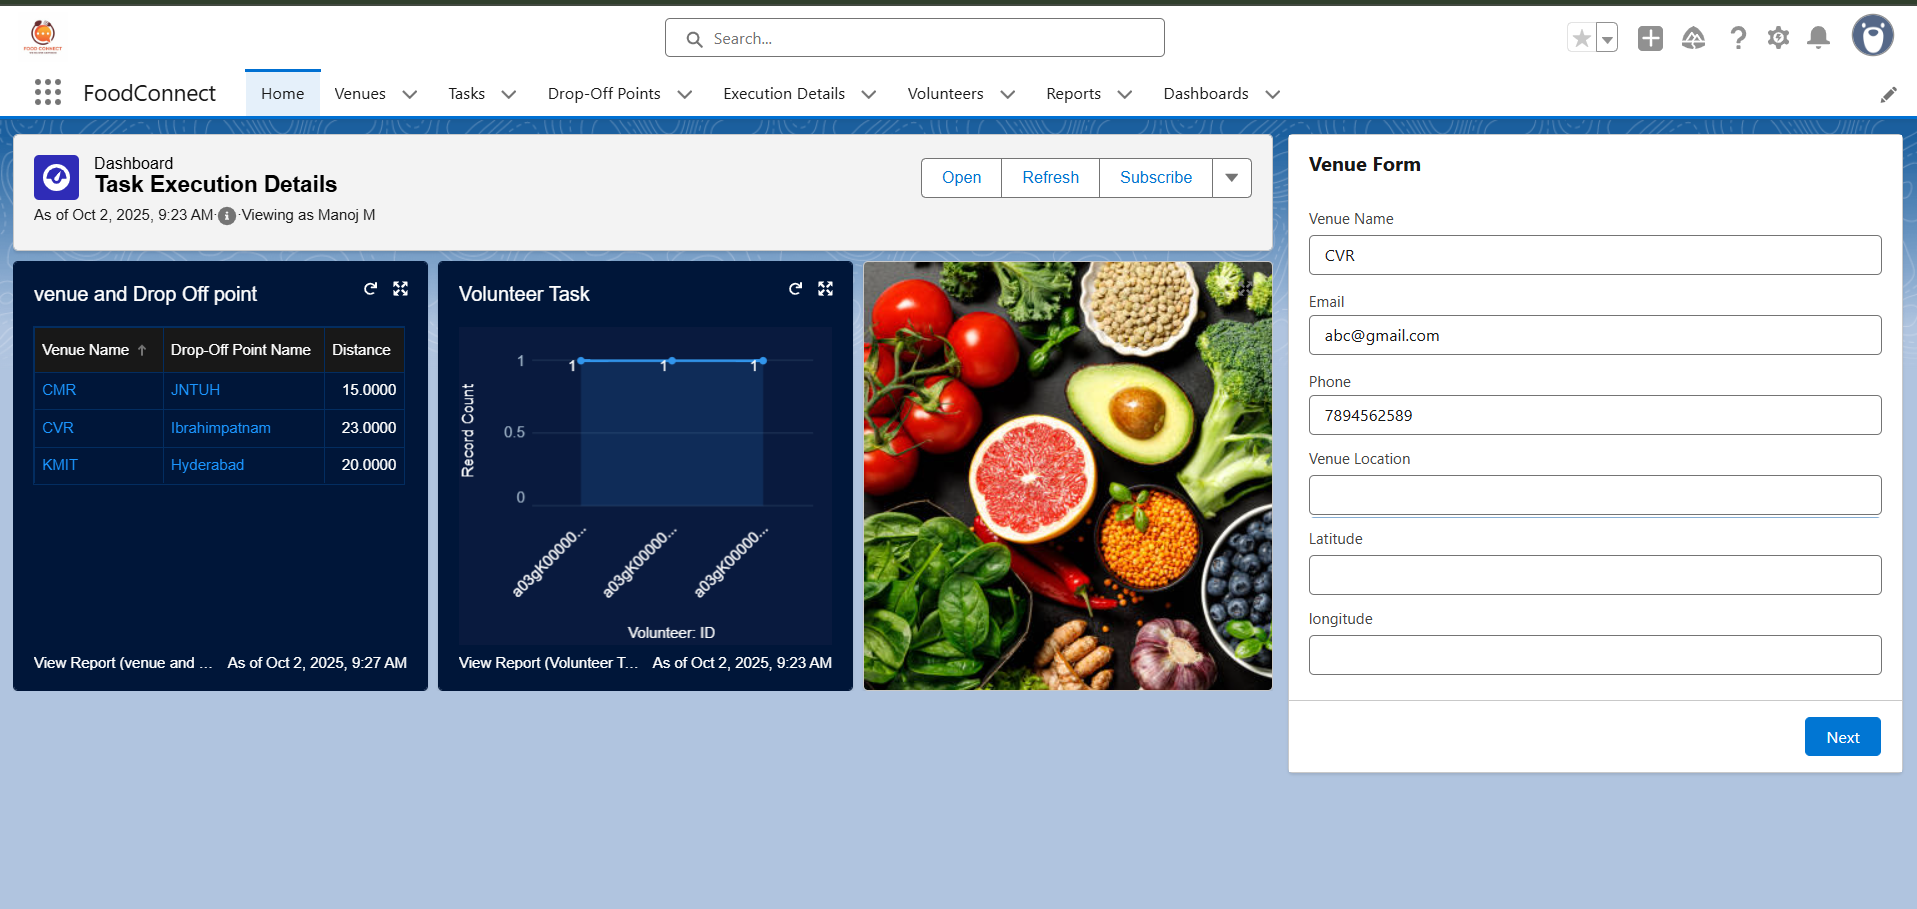 FOOD CONNECT
Search...
FoodConnect
Home
Venues
Tasks
Drop-Off Points
Execution Details
Volunteers
Reports
Dashboards
Dashboard
Task Execution Details
As of Oct 2, 2025, 9:23 AM·Viewing as Manoj M
Open
Refresh
Subscribe
venue and Drop Off point
Venue Name ↑ Drop-Off Point Name Distance
CMR JNTUH 15.0000
CVR Ibrahimpatnam 23.0000
KMIT Hyderabad 20.0000
View Report (venue and ... As of Oct 2, 2025, 9:27 AM
Volunteer Task
Record Count
1
0.5
0
1 1 1
a03gK00000... a03gK00000... a03gK00000...
Volunteer: ID
View Report (Volunteer T... As of Oct 2, 2025, 9:23 AM
Venue Form
Venue Name
CVR
Email
abc@gmail.com
Phone
7894562589
Venue Location
Latitude
longitude
Next